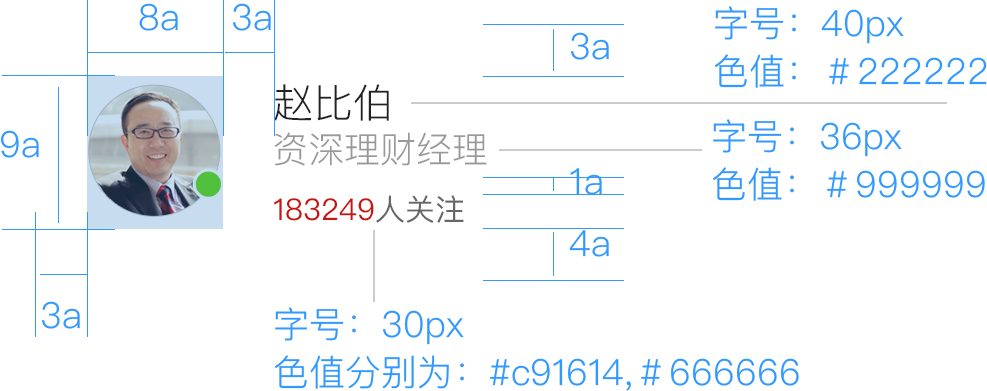 8a
3a
字号：40px
3a
色值：＃222222
赵比伯
9a
资深理财经理
字号：36px
1a
色值：＃999999
183249人关注
4a
3a
字号：30px
色值分别为：#c91614,＃666666